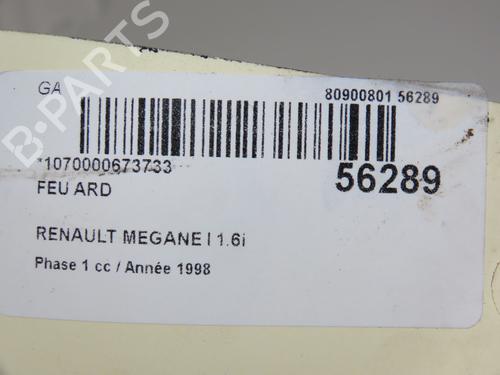 B-PARTS
GA
80900801 56289
*1070000673733
56289
FEU ARD
RENAULT MEGANE I 1.6i
Phase 1 cc / Année 1998